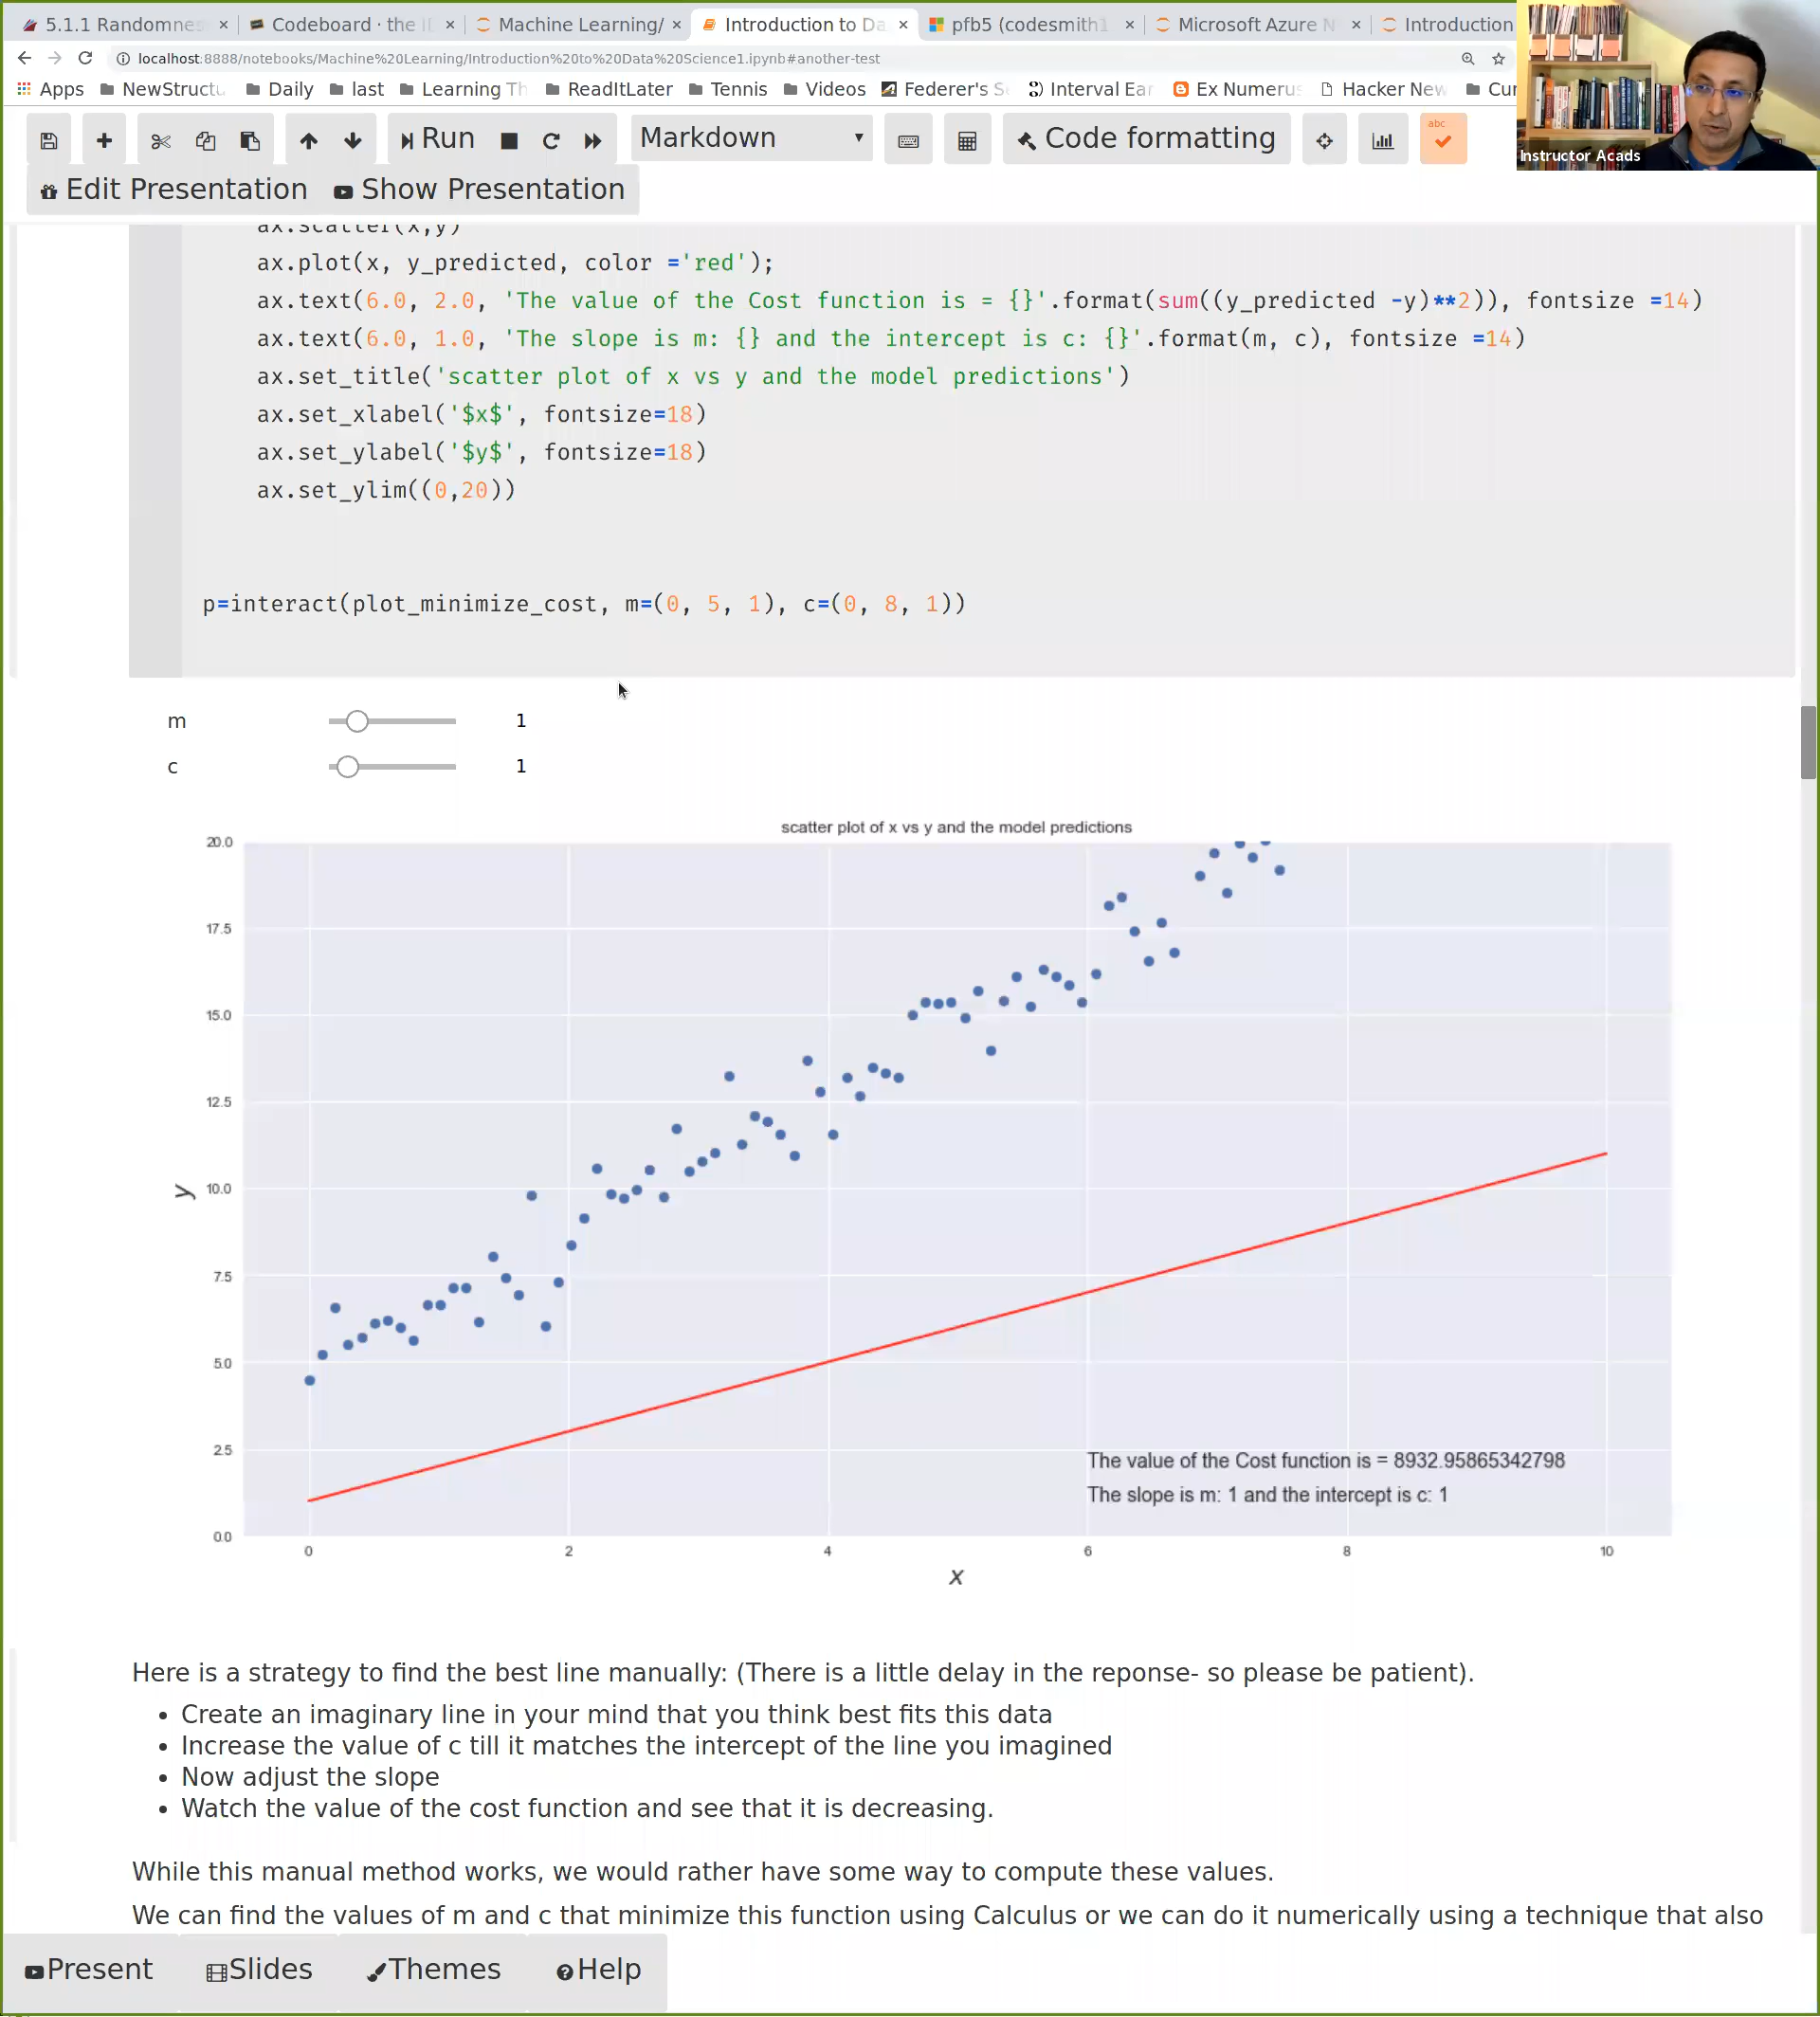 5.1.1 Randomnes
Codeboard · the I
Machine Learning/
Introduction to Da
pfb5 (codesmith1
Microsoft Azure N
Introduction
localhost:8888/notebooks/Machine%20Learning/Introduction%20to%20Data%20Science1.ipynb#another-test
Apps NewStructu Daily last Learning Th ReadItLater Tennis Videos Federer's S Interval Ear Ex Numerus Hacker New Cur
Run Markdown Code formatting abc
Instructor Acads
Edit Presentation Show Presentation
ax.scatter(x,y)
ax.plot(x, y_predicted, color ='red');
ax.text(6.0, 2.0, 'The value of the Cost function is = {}'.format(sum((y_predicted -y)**2)), fontsize =14)
ax.text(6.0, 1.0, 'The slope is m: {} and the intercept is c: {}'.format(m, c), fontsize =14)
ax.set_title('scatter plot of x vs y and the model predictions')
ax.set_xlabel('$x$', fontsize=18)
ax.set_ylabel('$y$', fontsize=18)
ax.set_ylim((0,20))
p=interact(plot_minimize_cost, m=(0, 5, 1), c=(0, 8, 1))
m 1
c 1
scatter plot of x vs y and the model predictions
20.0
17.5
15.0
12.5
10.0
7.5
5.0
2.5
0.0
y
The value of the Cost function is = 8932.95865342798
The slope is m: 1 and the intercept is c: 1
0 2 4 6 8 10
x
Here is a strategy to find the best line manually: (There is a little delay in the reponse- so please be patient).
• Create an imaginary line in your mind that you think best fits this data
• Increase the value of c till it matches the intercept of the line you imagined
• Now adjust the slope
• Watch the value of the cost function and see that it is decreasing.
While this manual method works, we would rather have some way to compute these values.
We can find the values of m and c that minimize this function using Calculus or we can do it numerically using a technique that also
Present Slides Themes Help